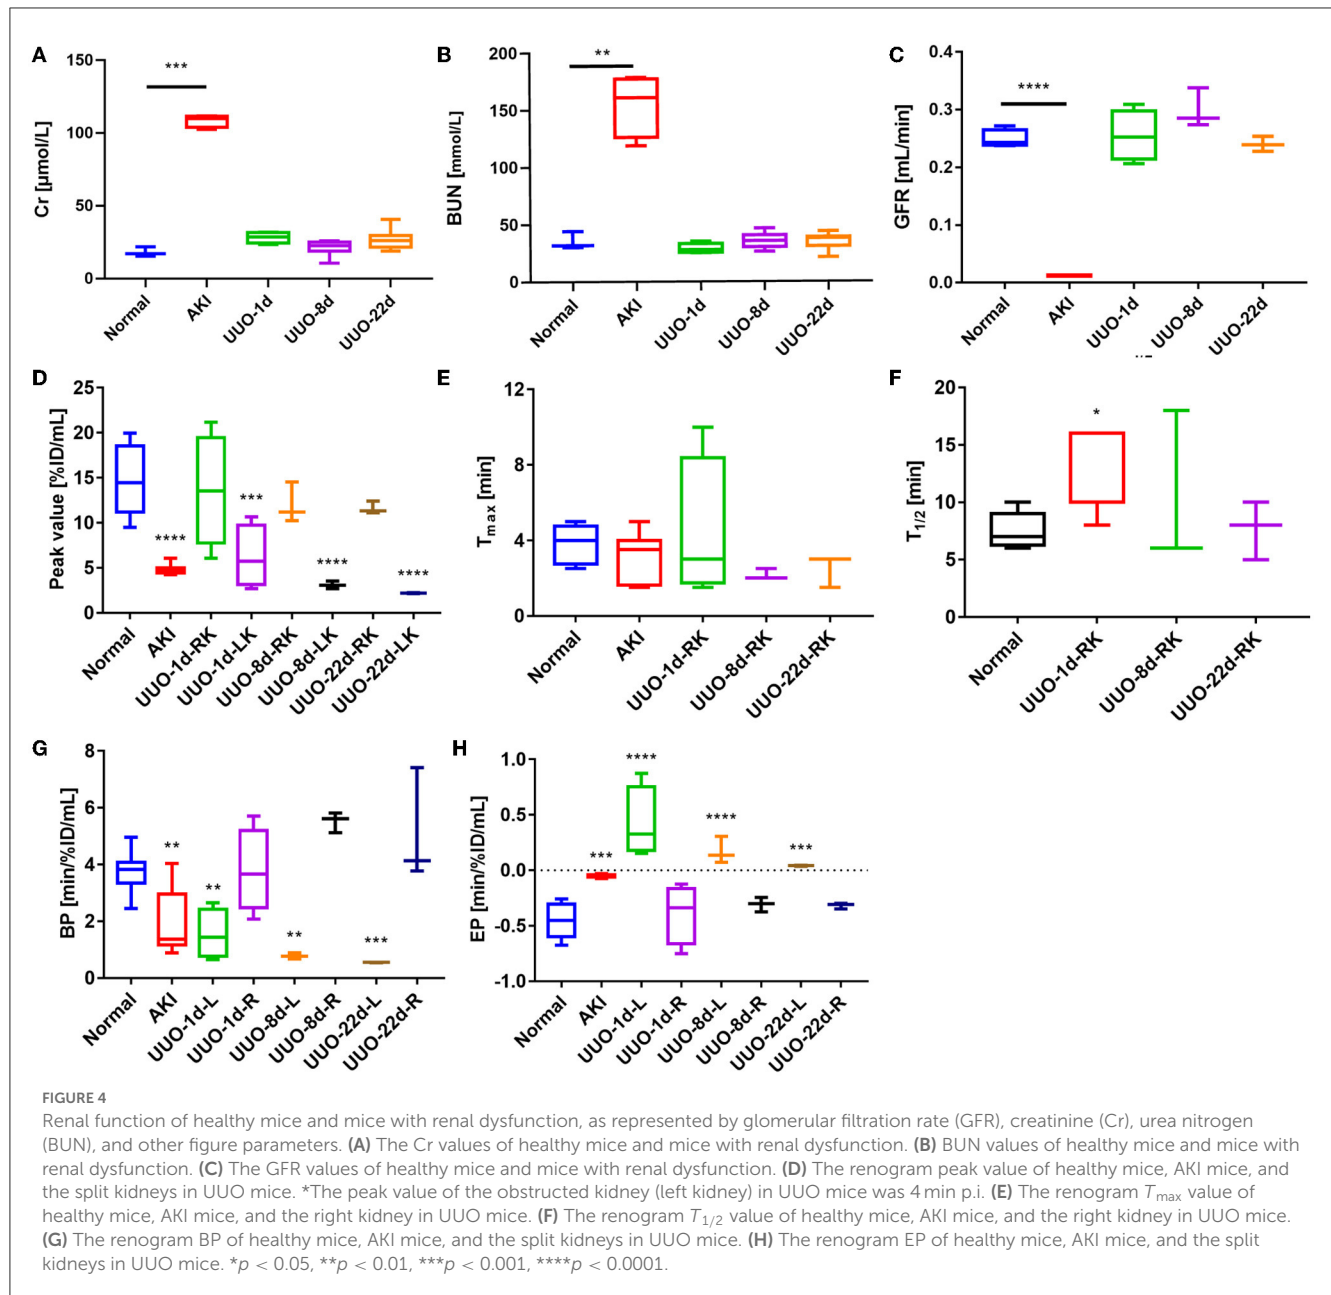 A
***
Cr [µmol/L]
150
100
50
0
Normal
AKI
UUO-1d
UUO-8d
UUO-22d
B
**
BUN [mmol/L]
200
150
100
50
0
Normal
AKI
UUO-1d
UUO-8d
UUO-22d
C
****
GFR [mL/min]
0.4
0.3
0.2
0.1
0.0
Normal
AKI
UUO-1d
UUO-8d
UUO-22d
D
Peak value [%ID/mL]
25
20
15
10
5
0
****
***
****
****
Normal
AKI
UUO-1d-RK
UUO-1d-LK
UUO-8d-RK
UUO-8d-LK
UUO-22d-RK
UUO-22d-LK
E
Tmax [min]
12
8
4
0
Normal
AKI
UUO-1d-RK
UUO-8d-RK
UUO-22d-RK
F
T1/2 [min]
20
15
10
5
0
*
Normal
UUO-1d-RK
UUO-8d-RK
UUO-22d-RK
G
BP [min/%ID/mL]
8
6
4
2
0
**
**
**
***
Normal
AKI
UUO-1d-L
UUO-1d-R
UUO-8d-L
UUO-8d-R
UUO-22d-L
UUO-22d-R
H
EP [min/%ID/mL]
1.0
0.5
0.0
-0.5
-1.0
***
****
****
***
Normal
AKI
UUO-1d-L
UUO-1d-R
UUO-8d-L
UUO-8d-R
UUO-22d-L
UUO-22d-R
FIGURE 4
Renal function of healthy mice and mice with renal dysfunction, as represented by glomerular filtration rate (GFR), creatinine (Cr), urea nitrogen
(BUN), and other figure parameters. (A) The Cr values of healthy mice and mice with renal dysfunction. (B) BUN values of healthy mice and mice with
renal dysfunction. (C) The GFR values of healthy mice and mice with renal dysfunction. (D) The renogram peak value of healthy mice, AKI mice, and
the split kidneys in UUO mice. *The peak value of the obstructed kidney (left kidney) in UUO mice was 4 min p.i. (E) The renogram Tmax value of
healthy mice, AKI mice, and the right kidney in UUO mice. (F) The renogram T1/2 value of healthy mice, AKI mice, and the right kidney in UUO mice.
(G) The renogram BP of healthy mice, AKI mice, and the split kidneys in UUO mice. (H) The renogram EP of healthy mice, AKI mice, and the split
kidneys in UUO mice. *p < 0.05, **p < 0.01, ***p < 0.001, ****p < 0.0001.